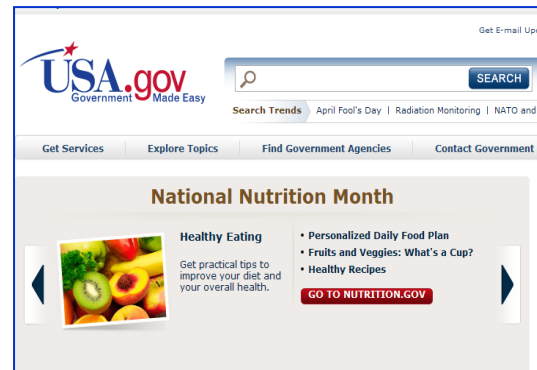 Get E-mail
USA.gov
Government Made Easy
SEARCH
Search Trends April Fool's Day | Radiation Monitoring | NATO and
Get Services Explore Topics Find Government Agencies Contact Government
National Nutrition Month
Healthy Eating
Get practical tips to
improve your diet and
your overall health.
• Personalized Daily Food Plan
• Fruits and Veggies: What's a Cup?
• Healthy Recipes
GO TO NUTRITION.GOV